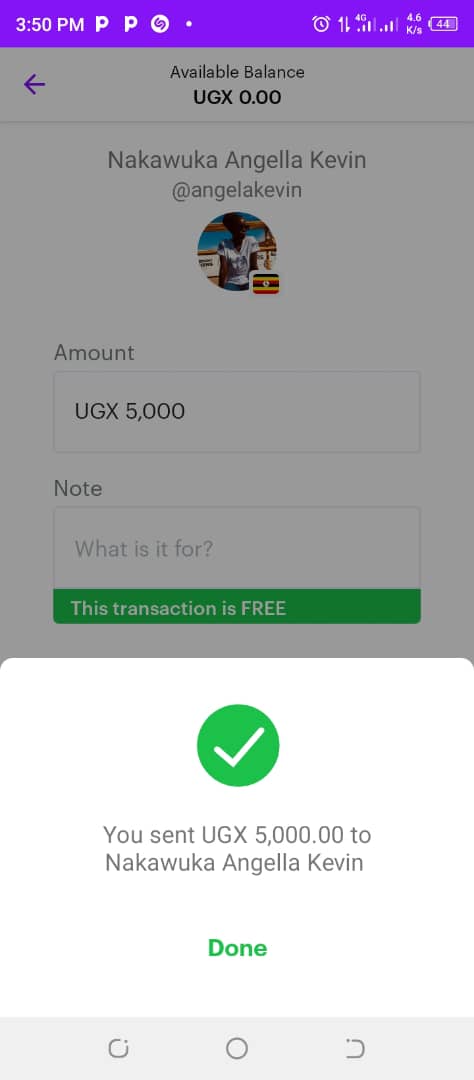 3:50 PM P P 4G 4.6 K/s 44
Available Balance
UGX 0.00
Nakawuka Angella Kevin
@angelakevin
Amount
UGX 5,000
Note
What is it for?
This transaction is FREE
You sent UGX 5,000.00 to
Nakawuka Angella Kevin
Done